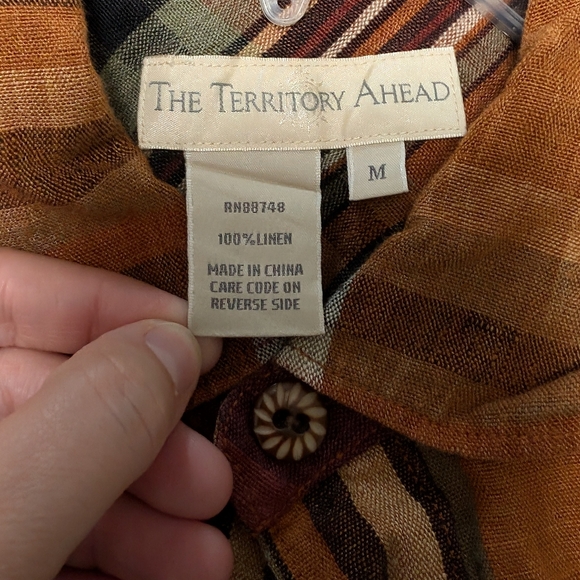 THE TERRITORY AHEAD
M
RN88748
100%LINEN
MADE IN CHINA
CARE CODE ON
REVERSE SIDE